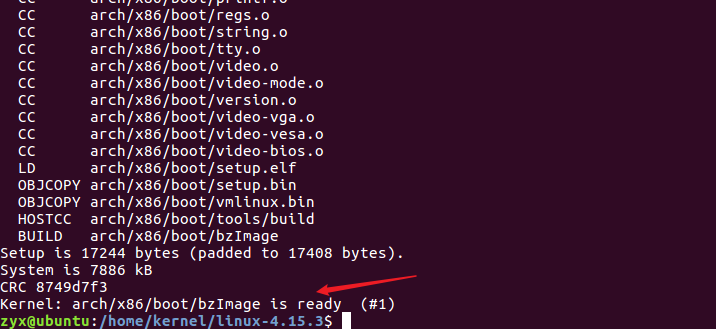 CC      arch/x86/boot/printf.o
CC      arch/x86/boot/regs.o
CC      arch/x86/boot/string.o
CC      arch/x86/boot/tty.o
CC      arch/x86/boot/video.o
CC      arch/x86/boot/video-mode.o
CC      arch/x86/boot/version.o
CC      arch/x86/boot/video-vga.o
CC      arch/x86/boot/video-vesa.o
CC      arch/x86/boot/video-bios.o
LD      arch/x86/boot/setup.elf
OBJCOPY arch/x86/boot/setup.bin
OBJCOPY arch/x86/boot/vmlinux.bin
HOSTCC  arch/x86/boot/tools/build
BUILD   arch/x86/boot/bzImage
Setup is 17244 bytes (padded to 17408 bytes).
System is 7886 kB
CRC 8749d7f3
Kernel: arch/x86/boot/bzImage is ready  (#1)
zyx@ubuntu:/home/kernel/linux-4.15.3$